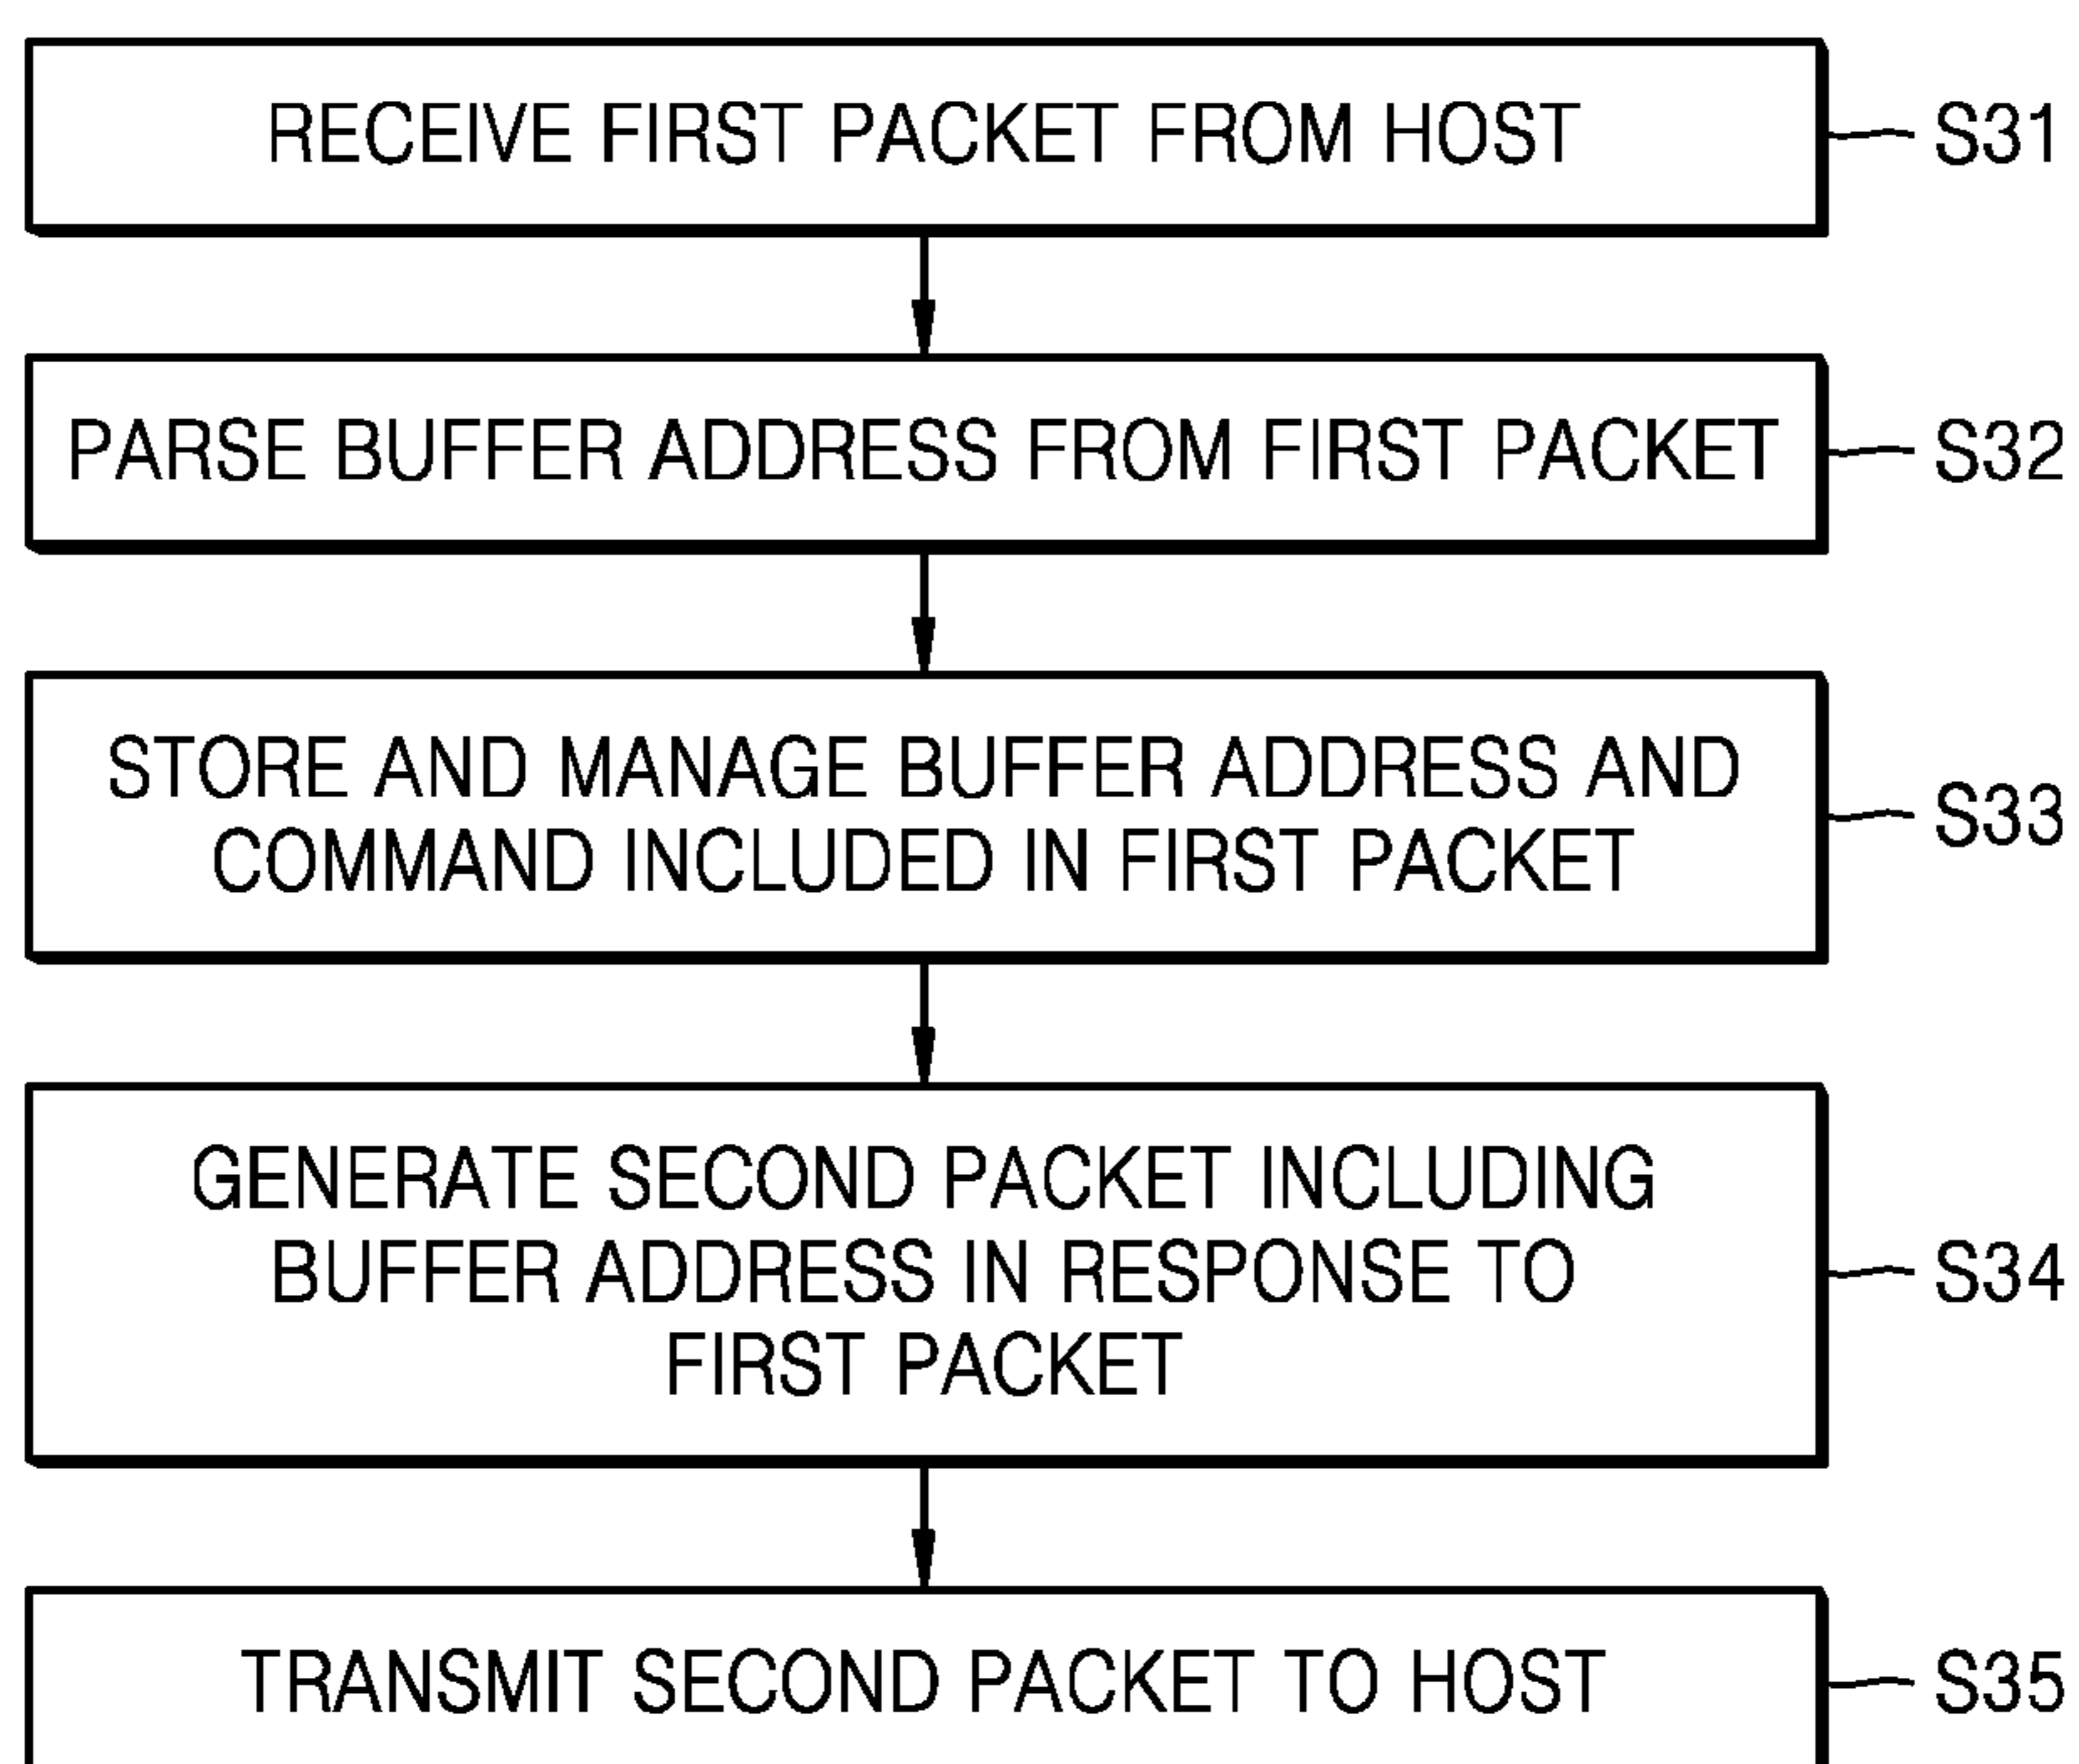 RECEIVE FIRST PACKET FROM HOST
S31
PARSE BUFFER ADDRESS FROM FIRST PACKET
S32
STORE AND MANAGE BUFFER ADDRESS AND
COMMAND INCLUDED IN FIRST PACKET
S33
GENERATE SECOND PACKET INCLUDING
BUFFER ADDRESS IN RESPONSE TO
FIRST PACKET
S34
TRANSMIT SECOND PACKET TO HOST
S35